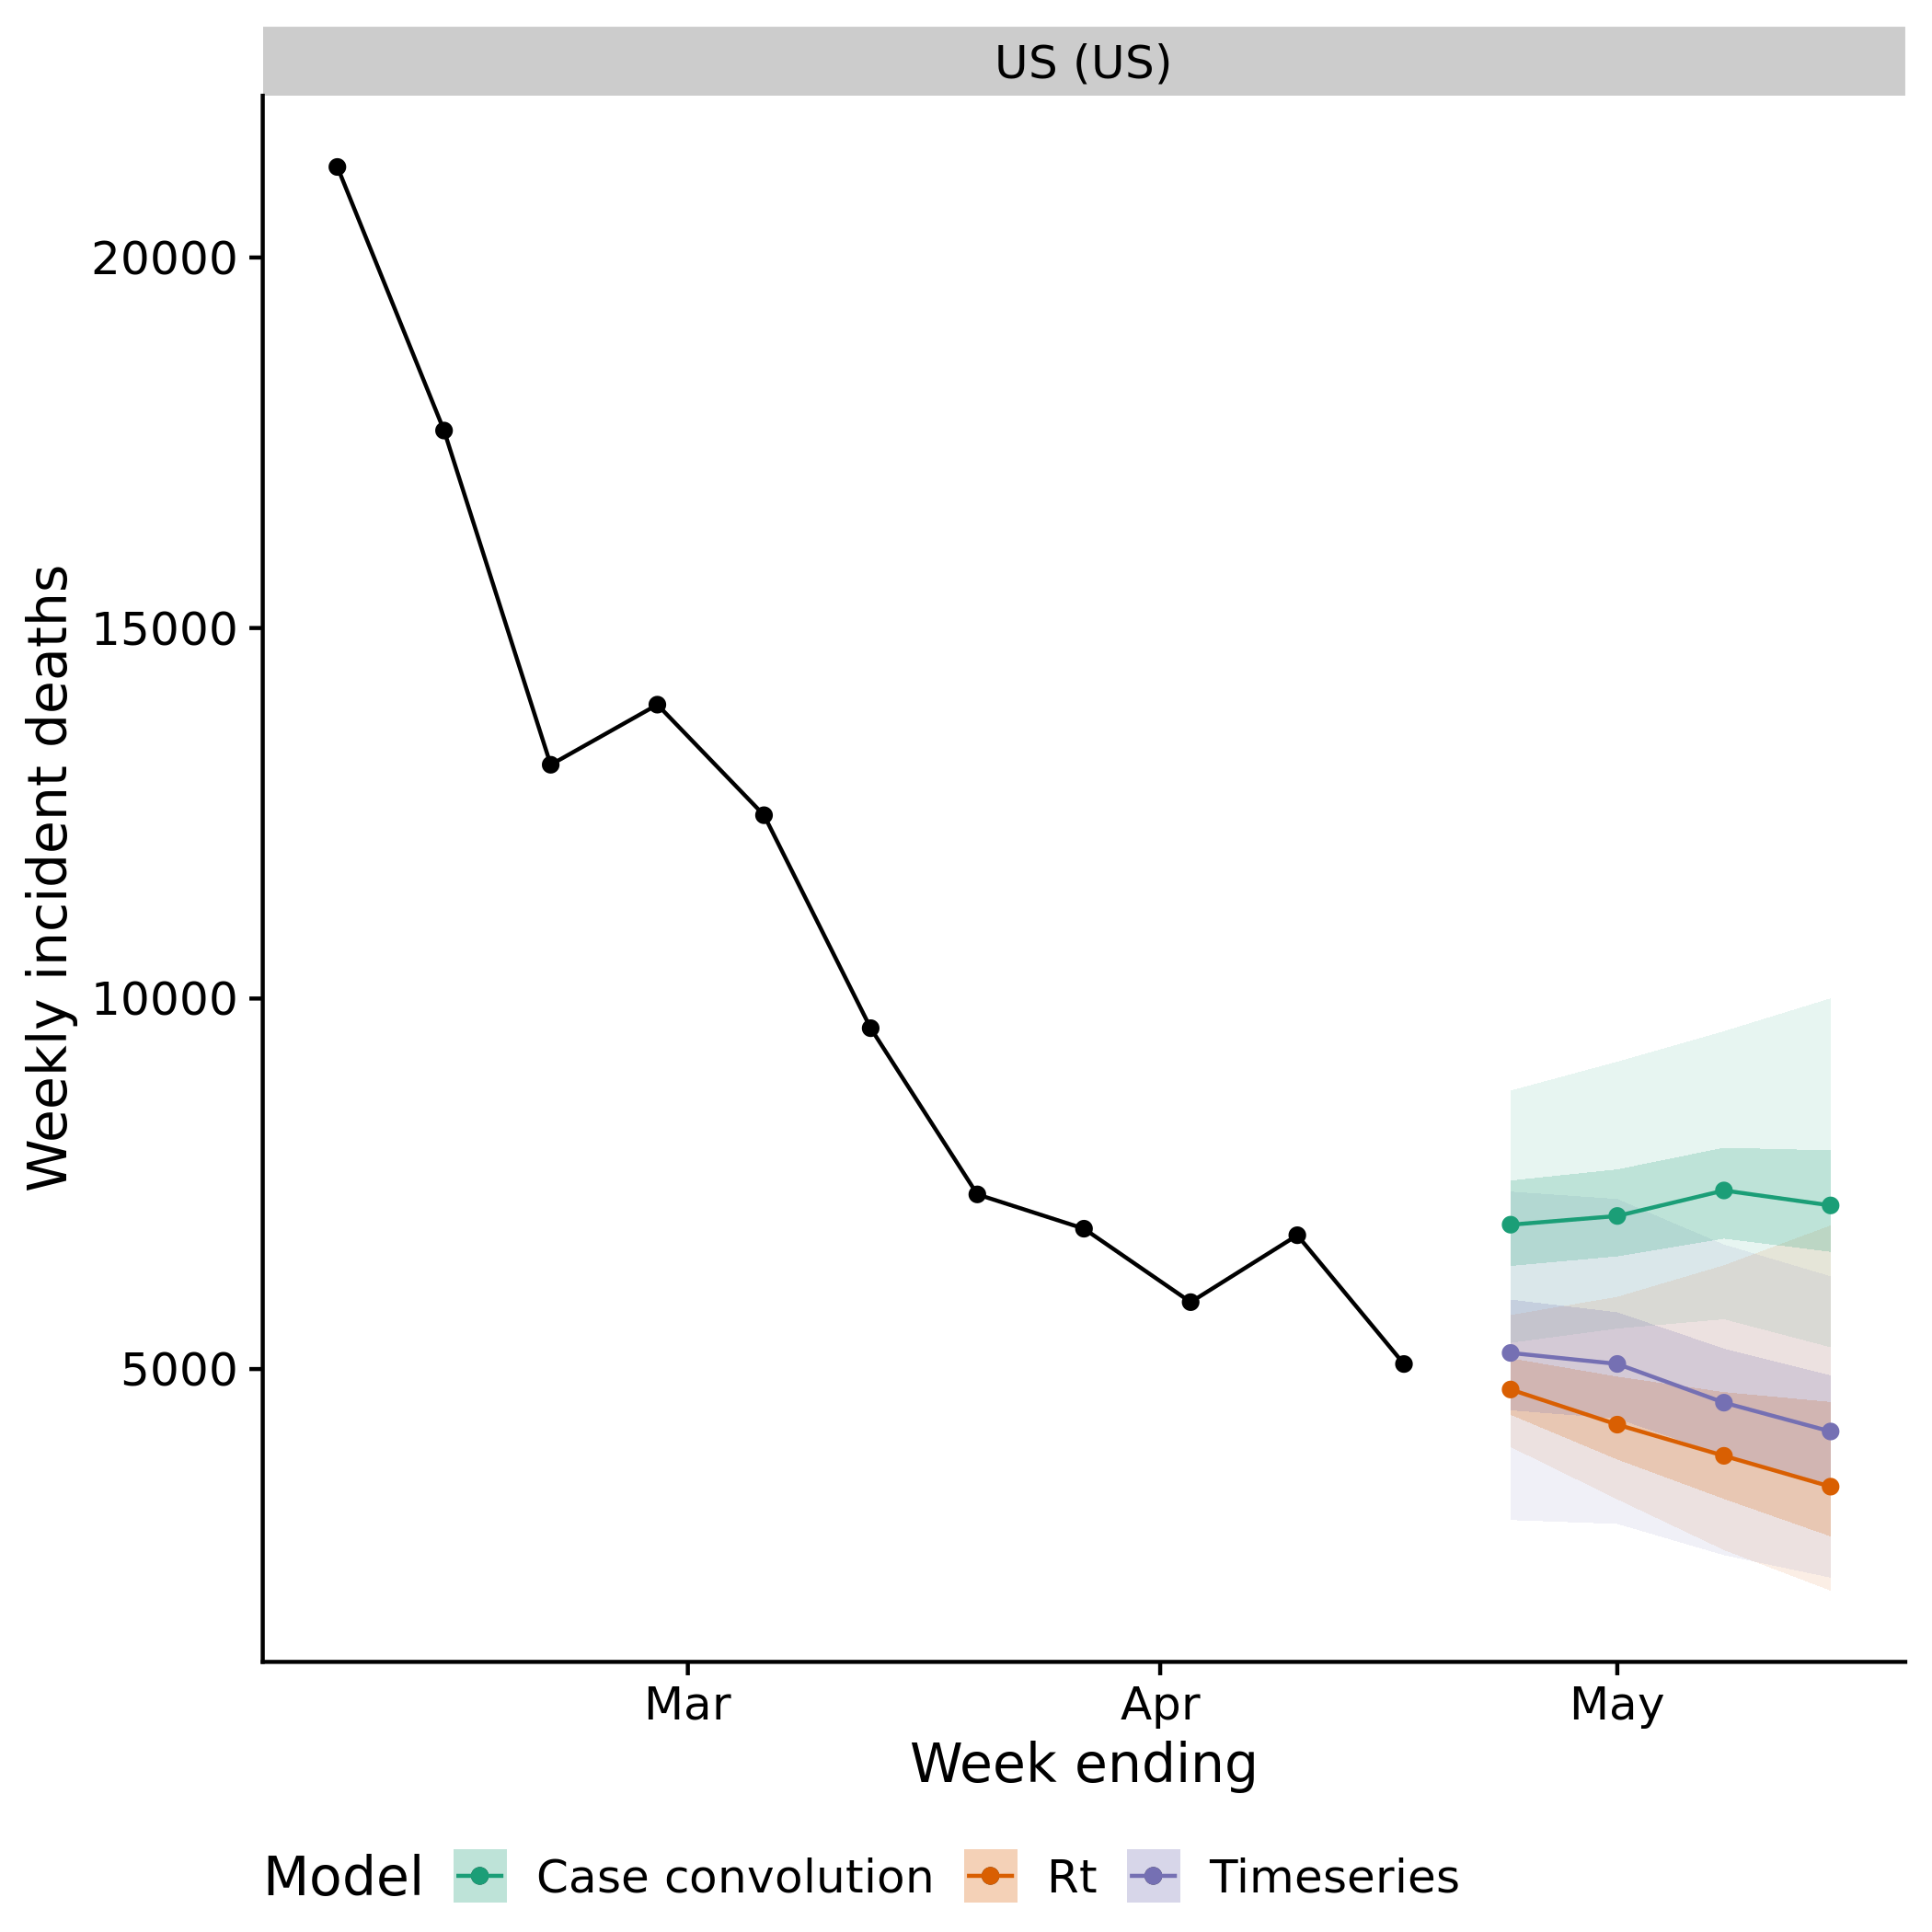 US (US)
Weekly incident deaths
20000
15000
10000
5000
Mar Apr May
Week ending
Model Case convolution Rt Timeseries